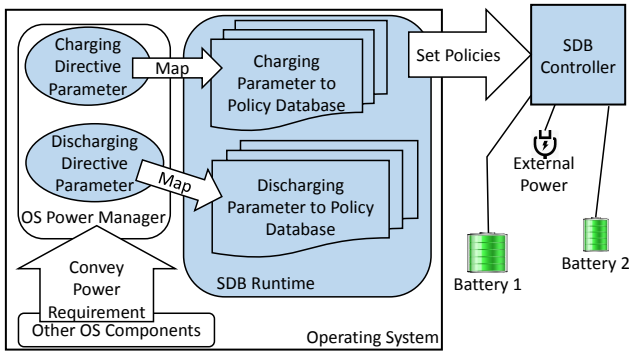 Charging
Directive
Parameter
Map
Charging
Parameter to
Policy Database
Set Policies
SDB
Controller
Discharging
Directive
Parameter
Map
Discharging
Parameter to Policy
Database
External
Power
OS Power Manager
Convey
Power
Requirement
SDB Runtime
Battery 1
Battery 2
Other OS Components
Operating System